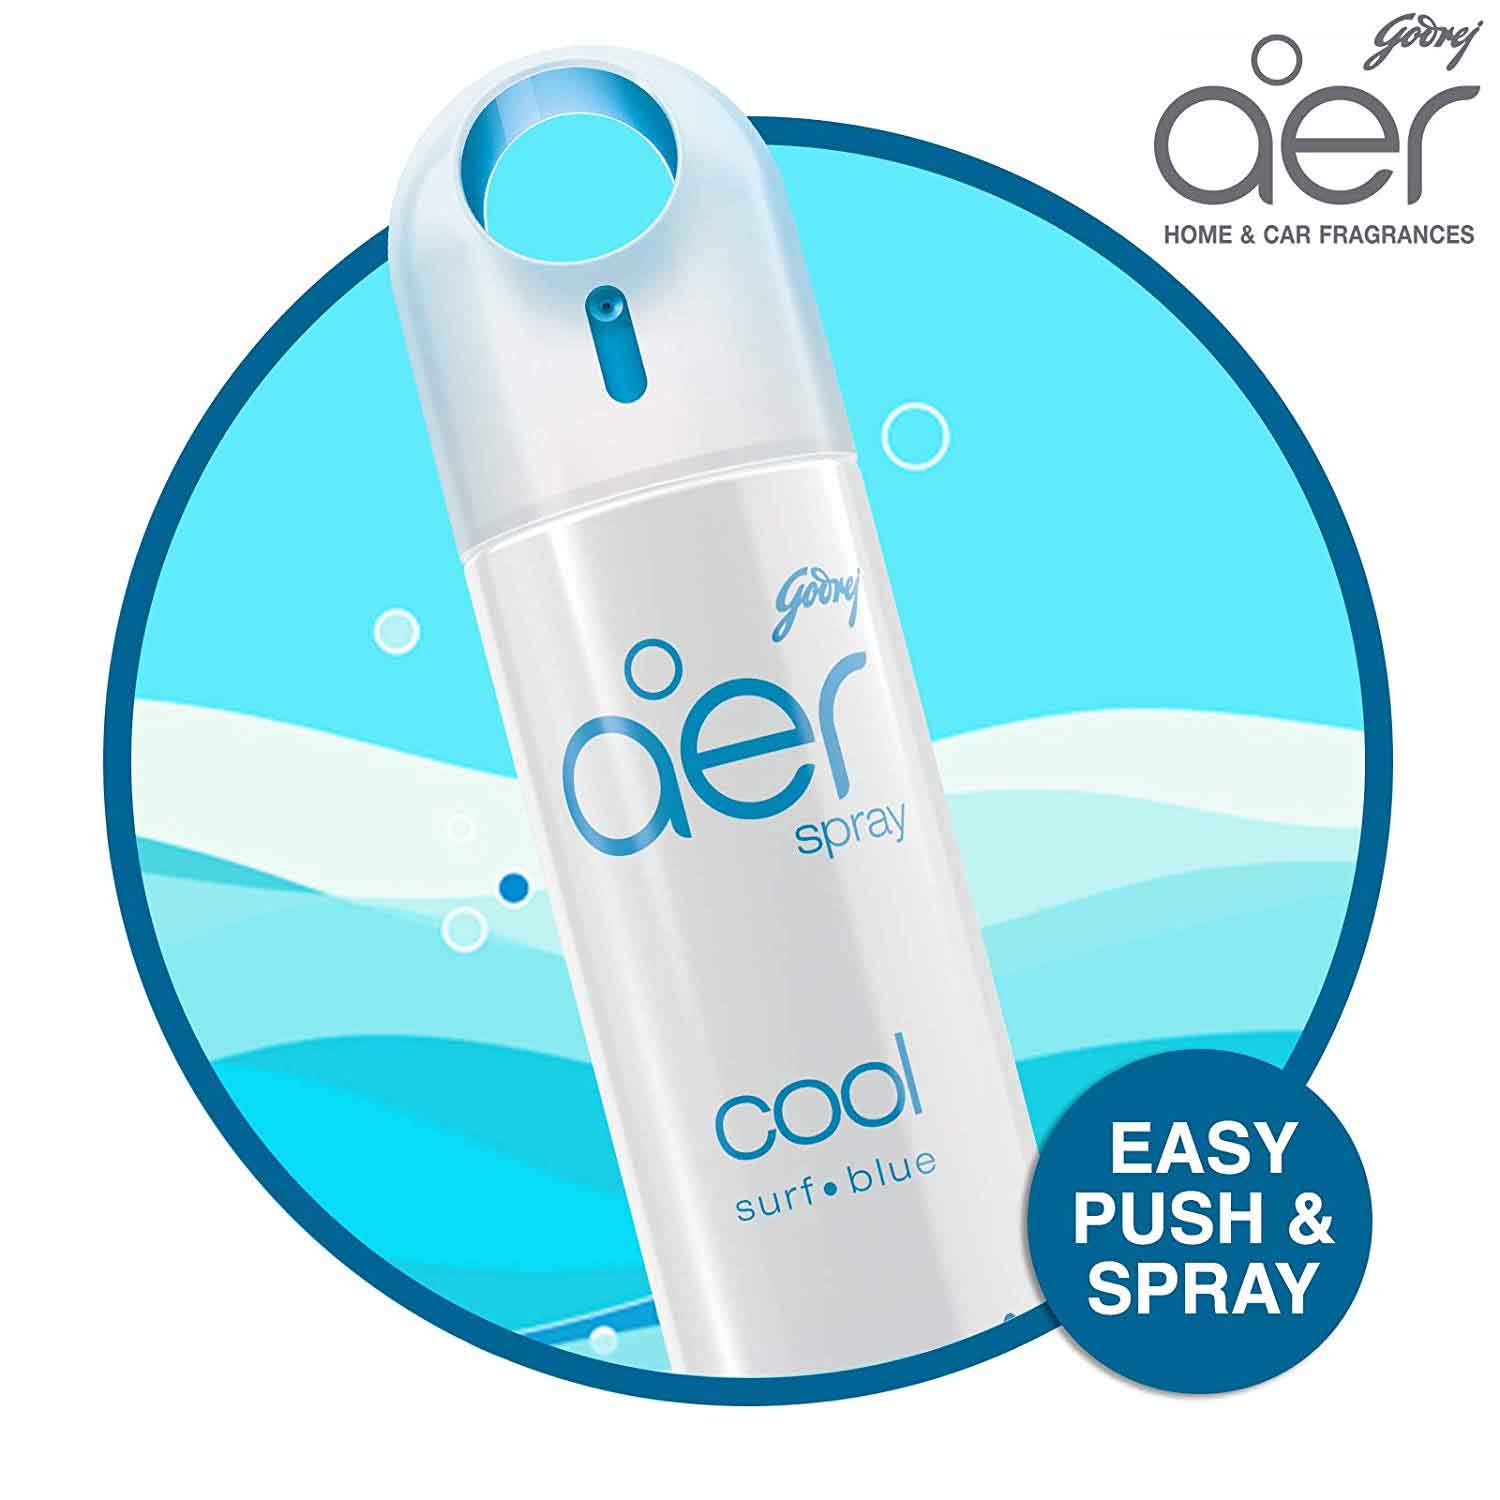 Godrej
aer
HOME & CAR FRAGRANCES
Godrej
aer
spray
cool
surf•blue
EASY
PUSH &
SPRAY